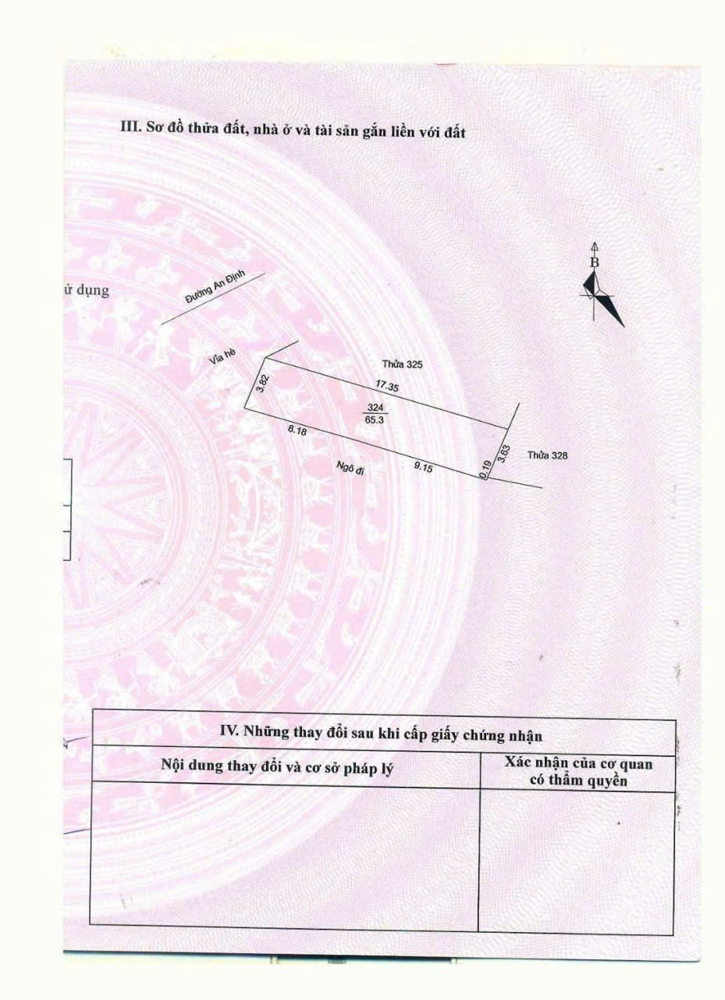 III. Sơ đồ thửa đất, nhà ở và tài sản gắn liền với đất
B
ử dụng
Đường An Định
Vỉa hè
Thửa 325
17.35
3.82
324
65.3
8.18
Ngõ đi
9.15
0.19
3.63
Thửa 328
IV. Những thay đổi sau khi cấp giấy chứng nhận
Nội dung thay đổi và cơ sở pháp lý
Xác nhận của cơ quan
có thẩm quyền